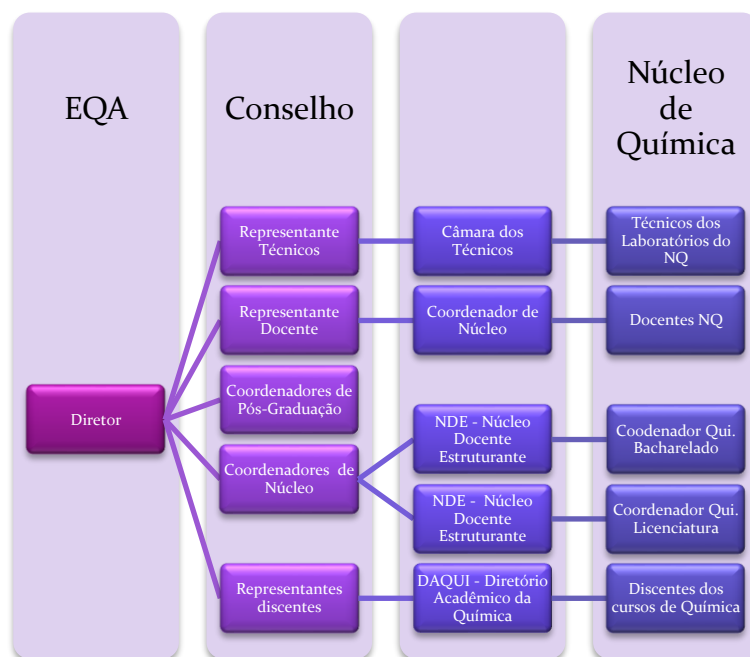 EQA
Conselho
Núcleo
de
Química
Representante
Técnicos
Câmara dos
Técnicos
Técnicos dos
Laboratórios do
NQ
Representante
Docente
Coordenador de
Núcleo
Docentes NQ
Diretor
Coordenadores de
Pós-Graduação
Coordenadores de
Núcleo
NDE - Núcleo
Docente
Estruturante
Coodenador Qui.
Bacharelado
NDE - Núcleo
Docente
Estruturante
Coordenador Qui.
Licenciatura
Representantes
discentes
DAQUI - Diretório
Acadêmico da
Química
Discentes dos
cursos de Química